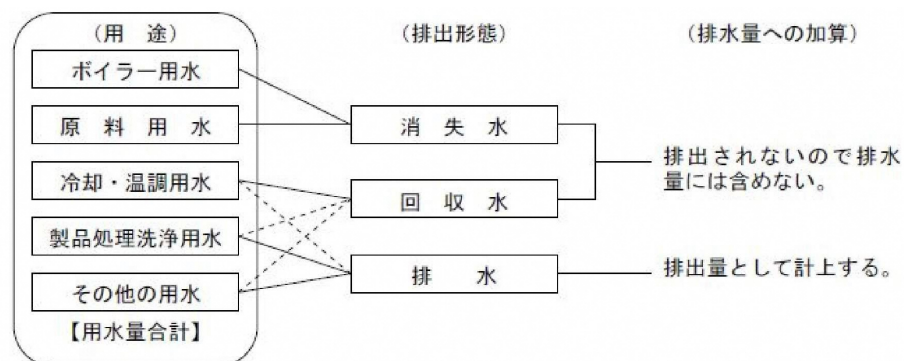 （用　途）
（排出形態）
（排水量への加算）
ボイラー用水
原　料　用　水
消　失　水
冷却・温調用水
排出されないので排水
量には含めない。
回　収　水
製品処理洗浄用水
排　水
排出量として計上する。
その他の用水
【用水量合計】